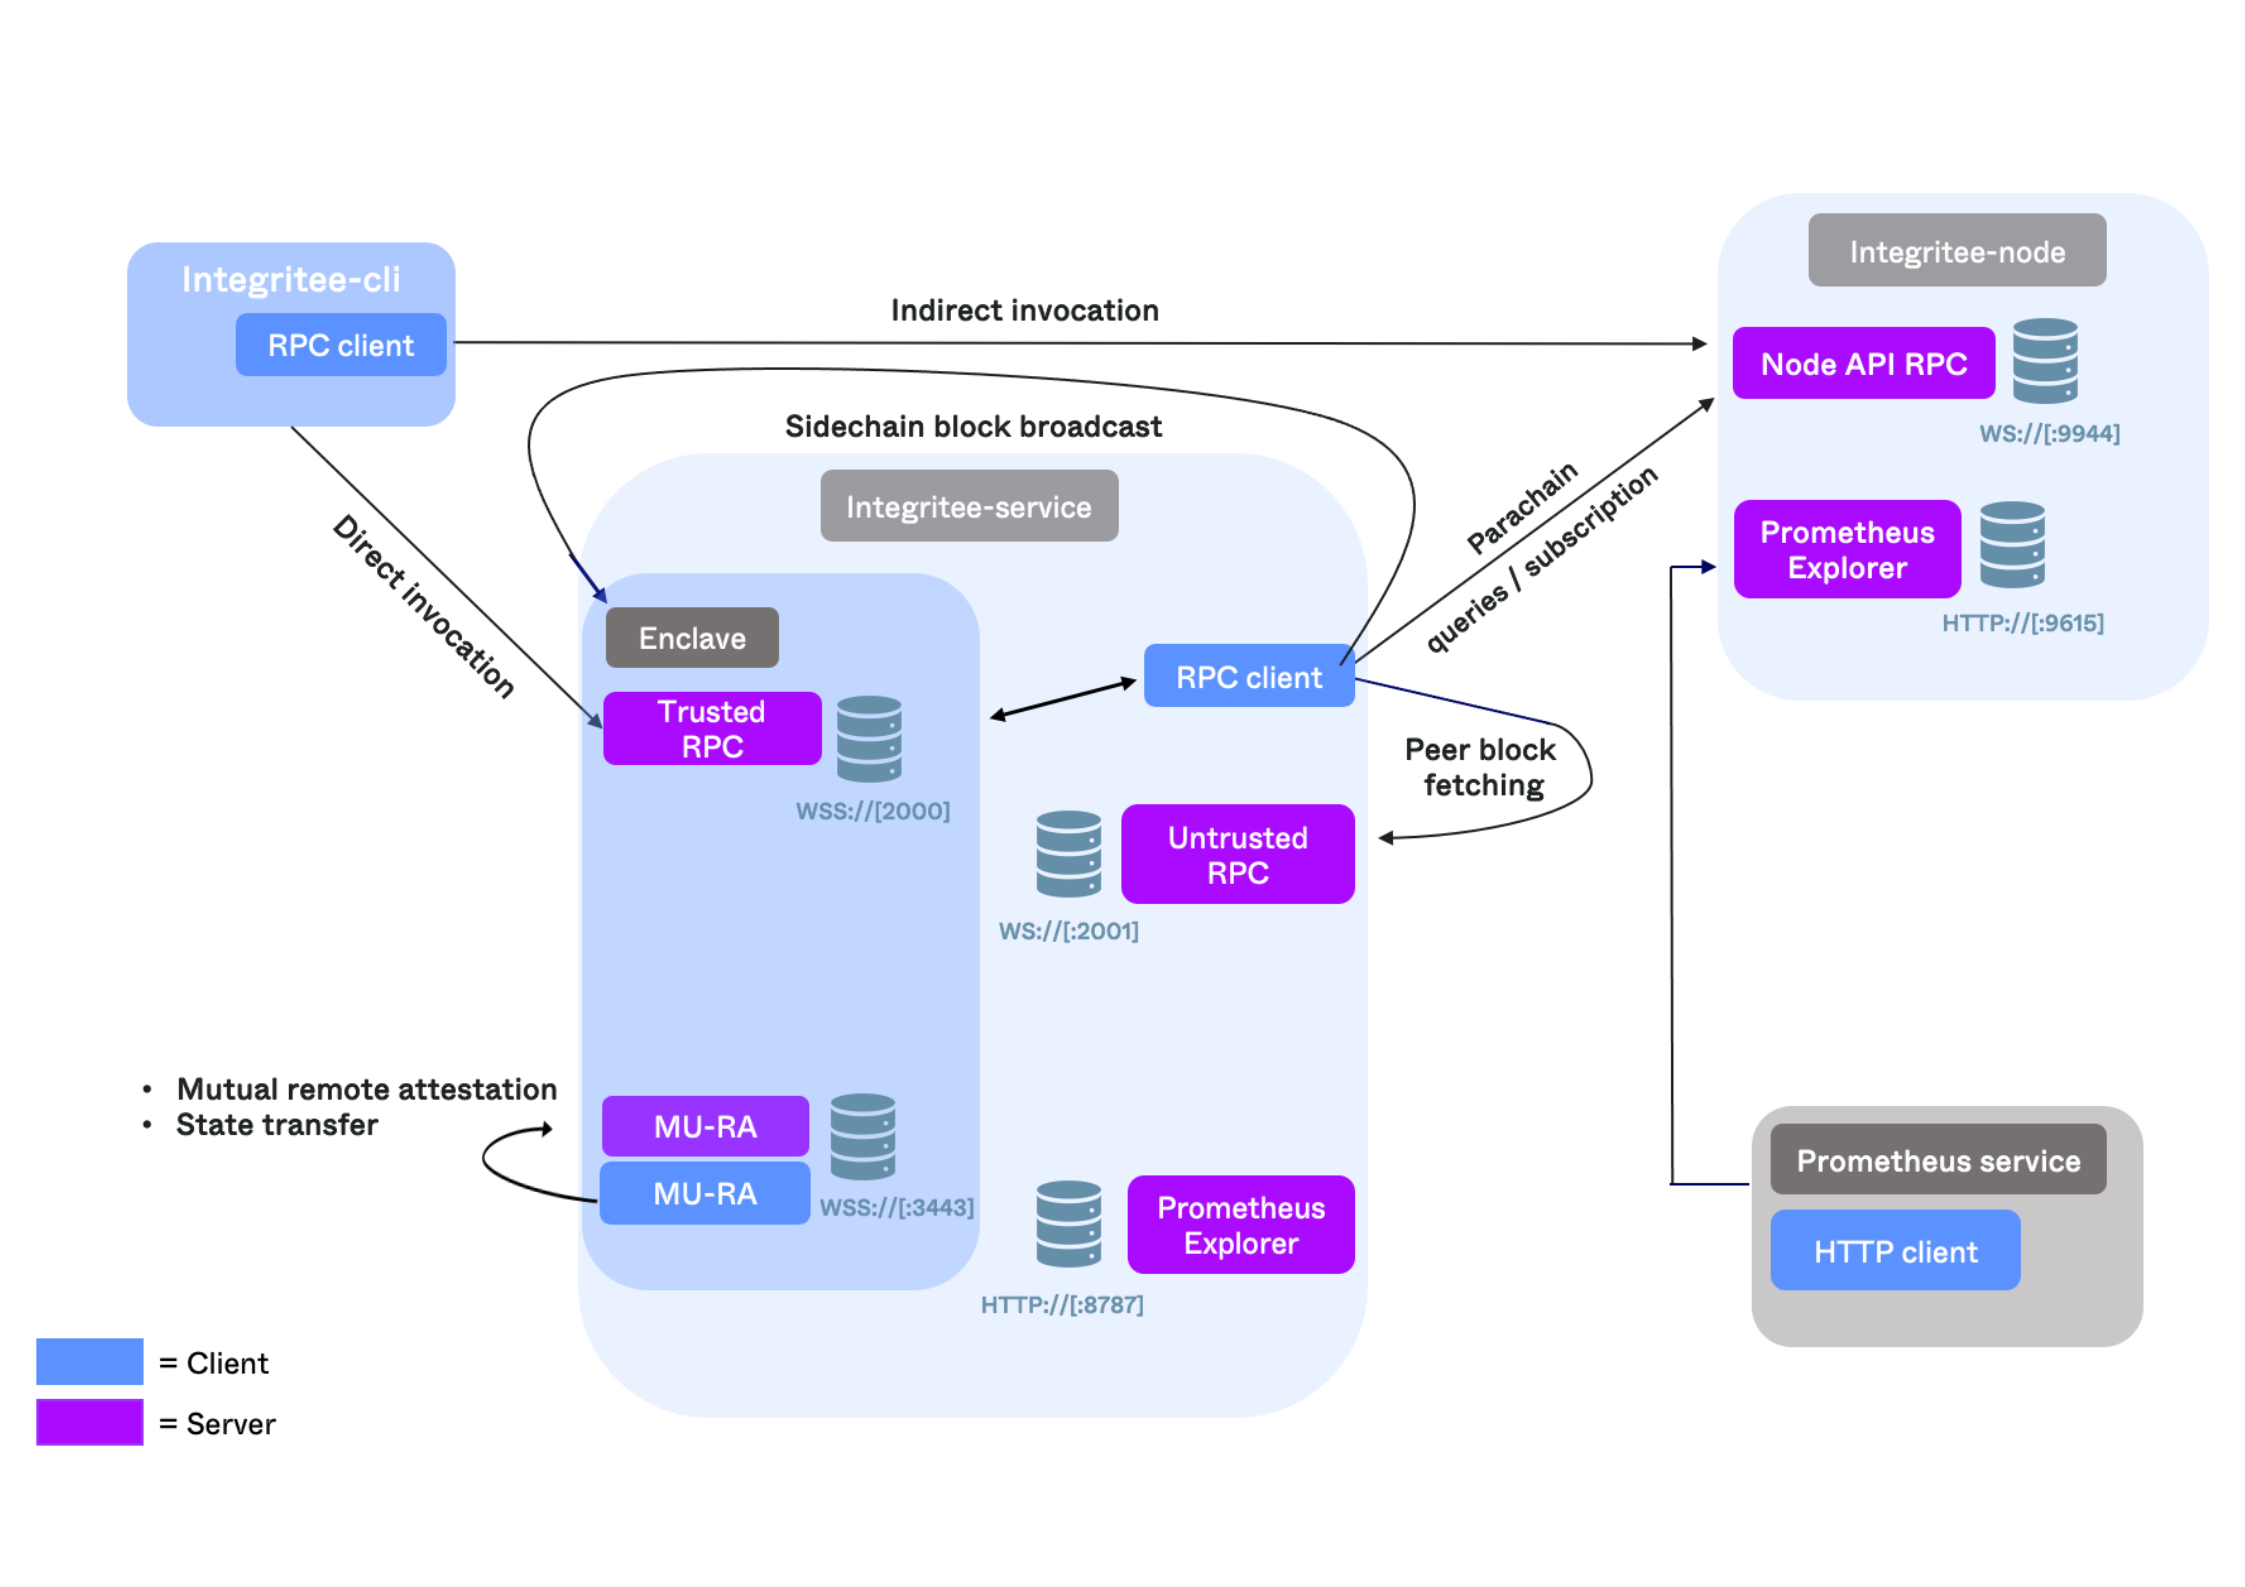 Integritee-cli
RPC client
Indirect invocation
Sidechain block broadcast
Direct invocation
Integritee-node
Node API RPC
WS://[:9944]
Prometheus
Explorer
HTTP://[:9615]
Parachain
queries / subscription
Integritee-service
Enclave
Trusted
RPC
WSS://[2000]
RPC client
Peer block
fetching
Untrusted
RPC
WS://[:2001]
• Mutual remote attestation
• State transfer
MU-RA
MU-RA
WSS://[:3443]
Prometheus
Explorer
HTTP://[:8787]
Prometheus service
HTTP client
= Client
= Server